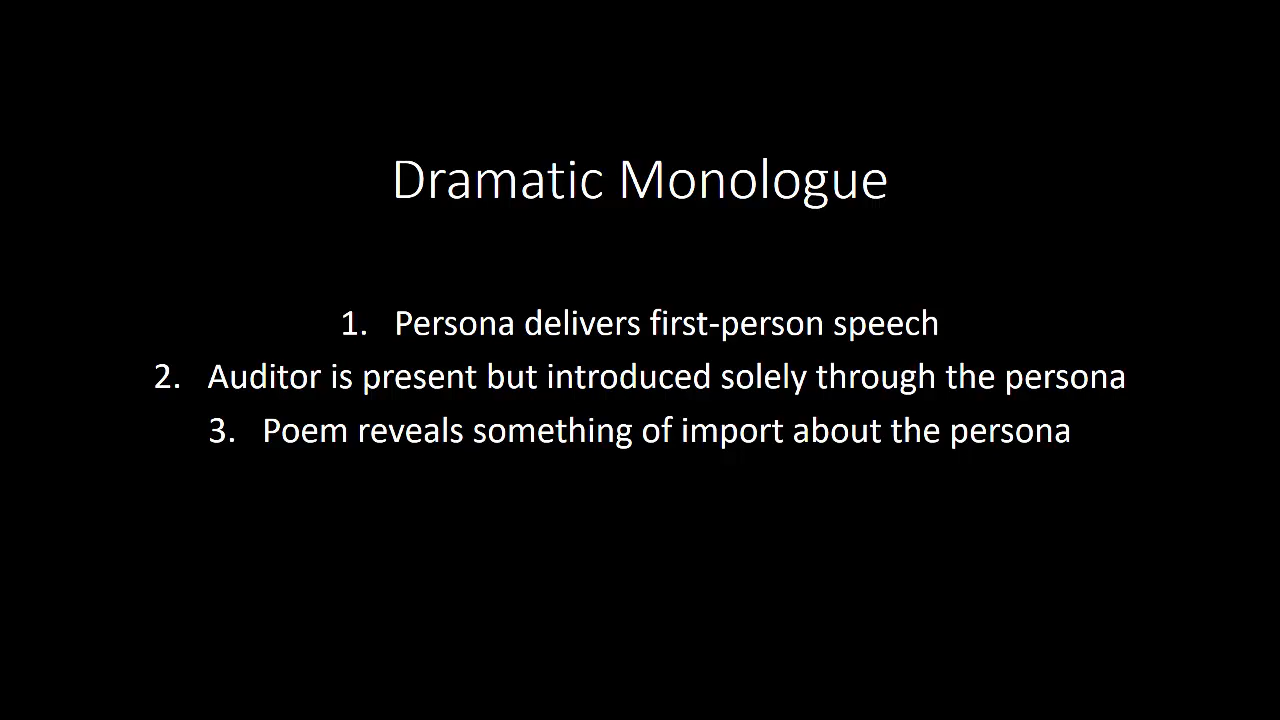 Dramatic Monologue
1. Persona delivers first-person speech
2. Auditor is present but introduced solely through the persona
3. Poem reveals something of import about the persona